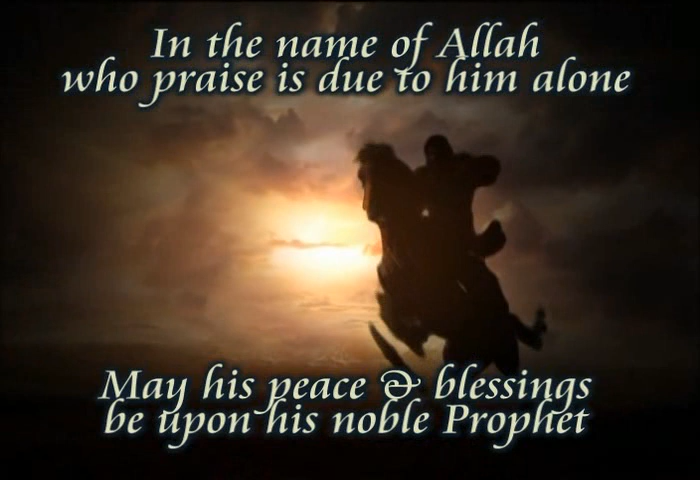 In the name of Allah
who praise is due to him alone
May his peace & blessings
be upon his noble Prophet